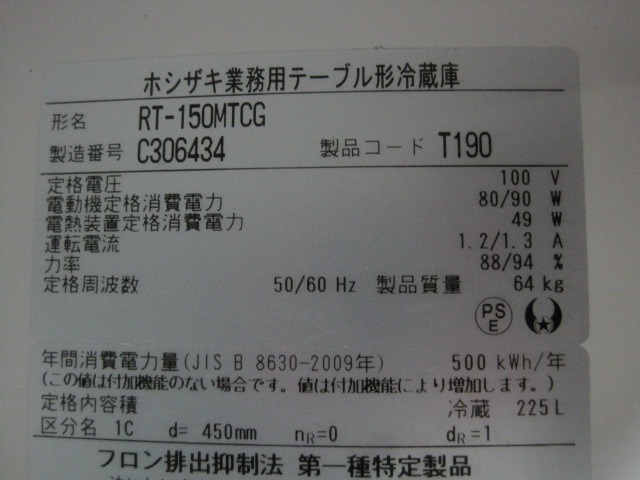 ホシザキ業務用テーブル形冷蔵庫
形名 RT-150MTCG
製造番号 C306434 製品コード T190
定格電圧 100 V
電動機定格消費電力 80/90 W
電熱装置定格消費電力 49 W
運転電流 1.2/1.3 A
力率 88/94 %
定格周波数 50/60 Hz 製品質量 64 kg
PS
E
年間消費電力量(JIS B 8630-2009年) 500 kWh/年
(この値は付加機能のない場合です。値は付加機能により増加します。)
定格内容積 冷蔵 225L
区分名 1C d= 450mm nR=0 dR=1
フロン排出抑制法 第一種特定製品